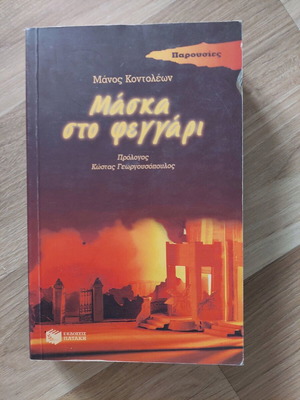 Παρουσίες
Μάνος Κοντολέων
Μάσκα
στο φεγγάρι
Πρόλογος
Κώστας Γεωργουσόπουλος
ΕΚΔΟΣΕΙΣ
ΠΑΤΑΚΗ